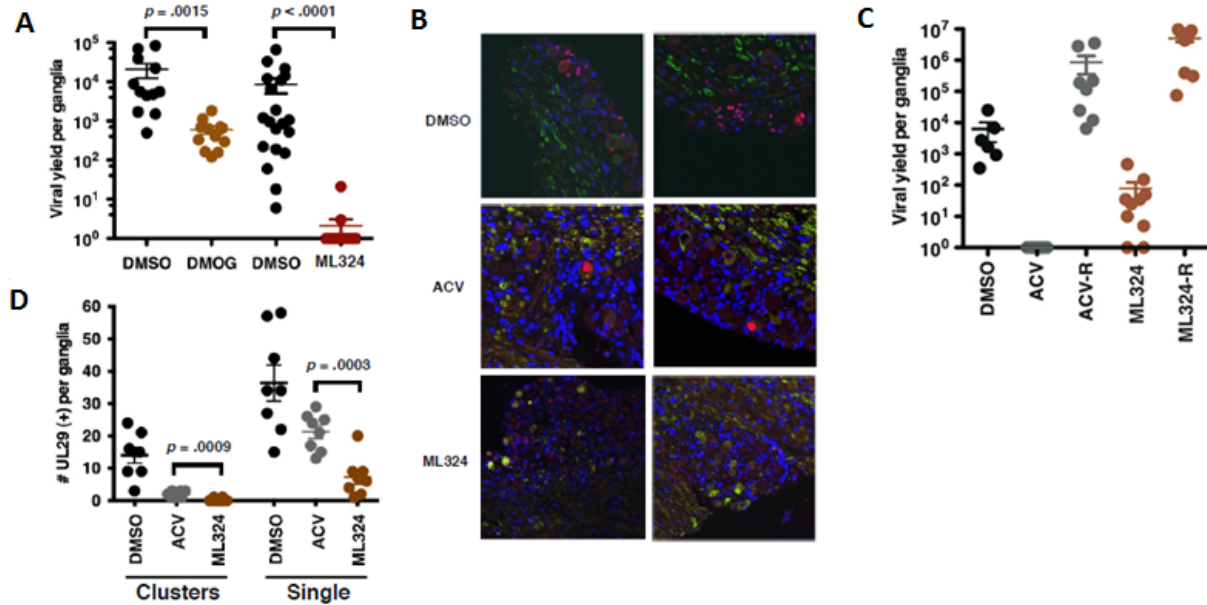 A
p = .0015
p < .0001
Viral yield per ganglia
10⁵
10⁴
10³
10²
10¹
10⁰
DMSO
DMOG
DMSO
ML324
B
DMSO
ACV
ML324
C
Viral yield per ganglia
10⁷
10⁶
10⁵
10⁴
10³
10²
10¹
10⁰
DMSO
ACV
ACV-R
ML324
ML324-R
D
# UL29 (+) per ganglia
60
50
40
30
20
10
0
p = .0009
p = .0003
DMSO
ACV
ML324
DMSO
ACV
ML324
Clusters
Single